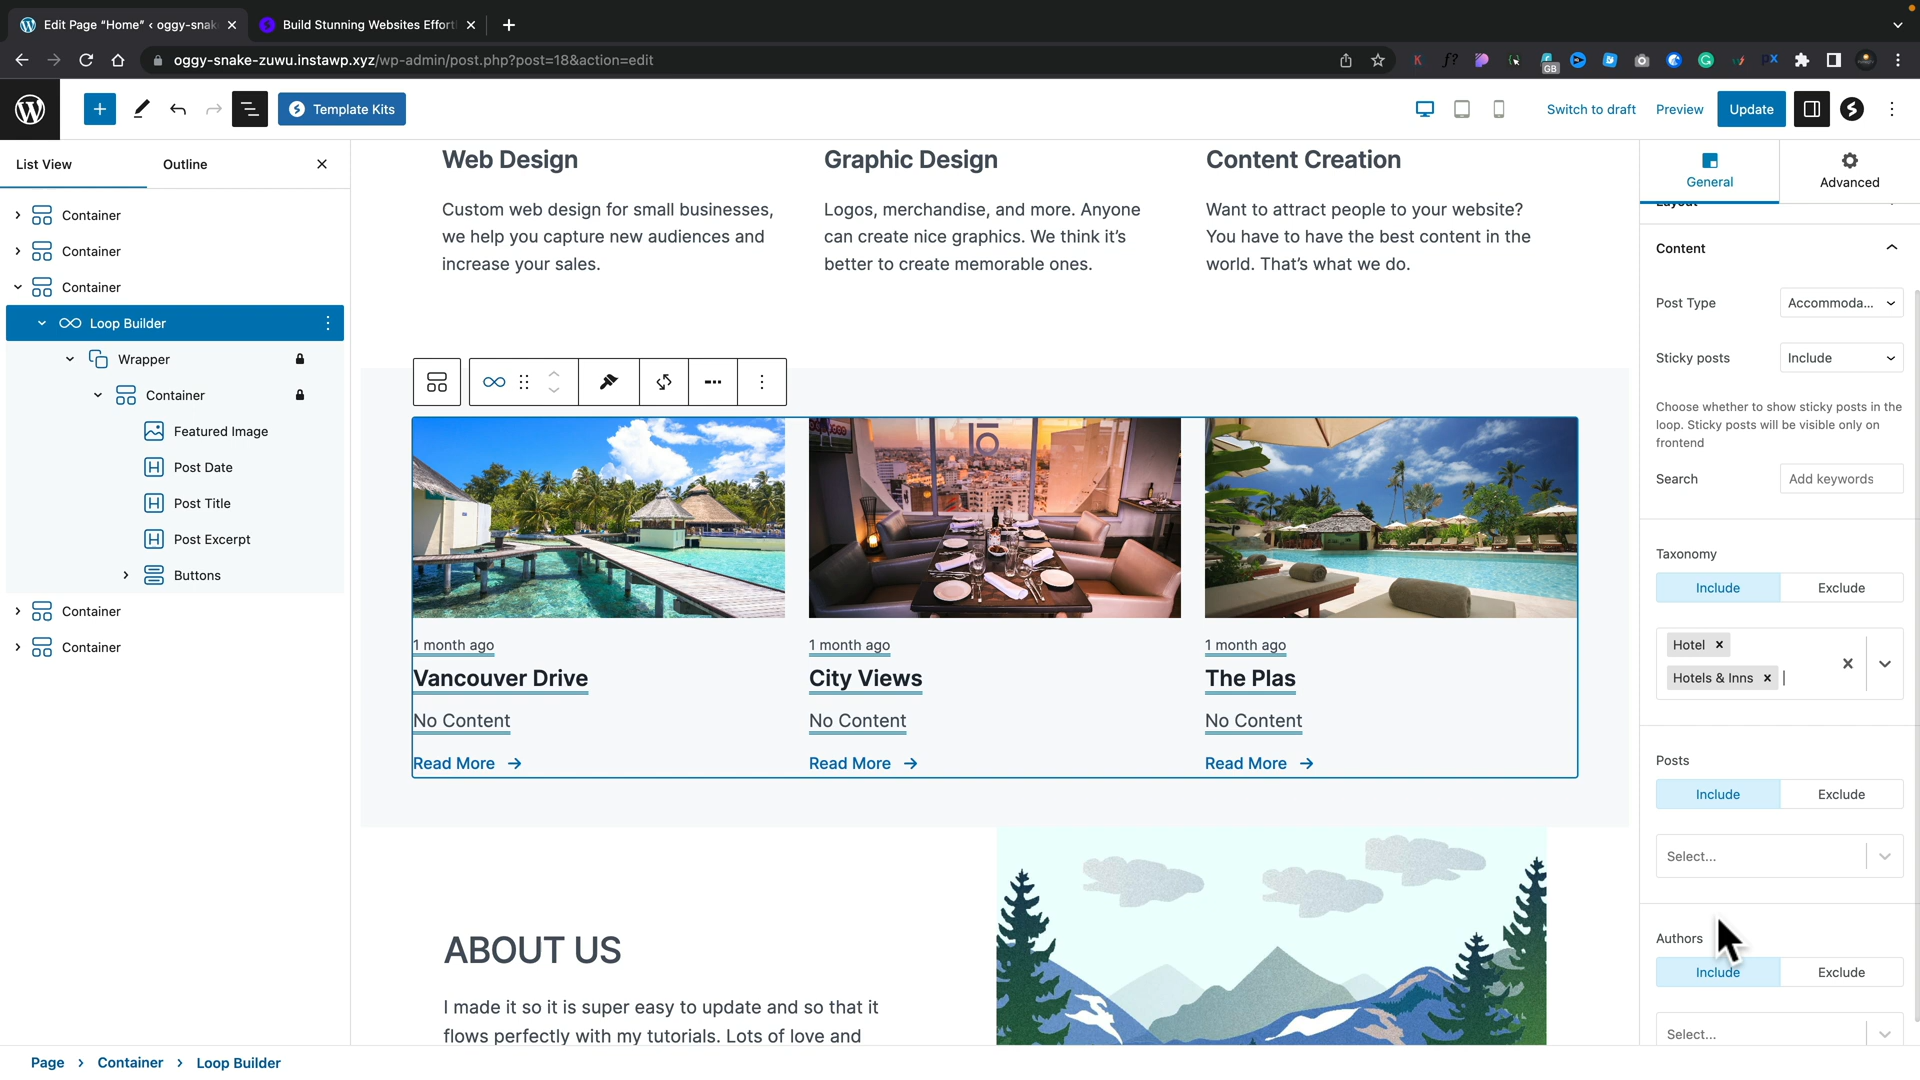 Edit Page "Home" ‹ oggy-snak
Build Stunning Websites Effort
oggy-snake-zuwu.instawp.xyz/wp-admin/post.php?post=18&action=edit
GB
Template Kits
Switch to draft
Preview
Update
List View
Outline
Container
Container
Container
Loop Builder
Wrapper
Container
Featured Image
Post Date
Post Title
Post Excerpt
Buttons
Container
Container
Web Design
Custom web design for small businesses,
we help you capture new audiences and
increase your sales.
Graphic Design
Logos, merchandise, and more. Anyone
can create nice graphics. We think it's
better to create memorable ones.
Content Creation
Want to attract people to your website?
You have to have the best content in the
world. That's what we do.
1 month ago
Vancouver Drive
No Content
Read More
1 month ago
City Views
No Content
Read More
1 month ago
The Plas
No Content
Read More
ABOUT US
I made it so it is super easy to update and so that it
flows perfectly with my tutorials. Lots of love and
General
Advanced
Layout
Content
Post Type
Accommoda...
Sticky posts
Include
Choose whether to show sticky posts in the
loop. Sticky posts will be visible only on
frontend
Search
Add keywords
Taxonomy
Include
Exclude
Hotel
Hotels & Inns
Posts
Include
Exclude
Select...
Authors
Include
Exclude
Select...
Page
Container
Loop Builder